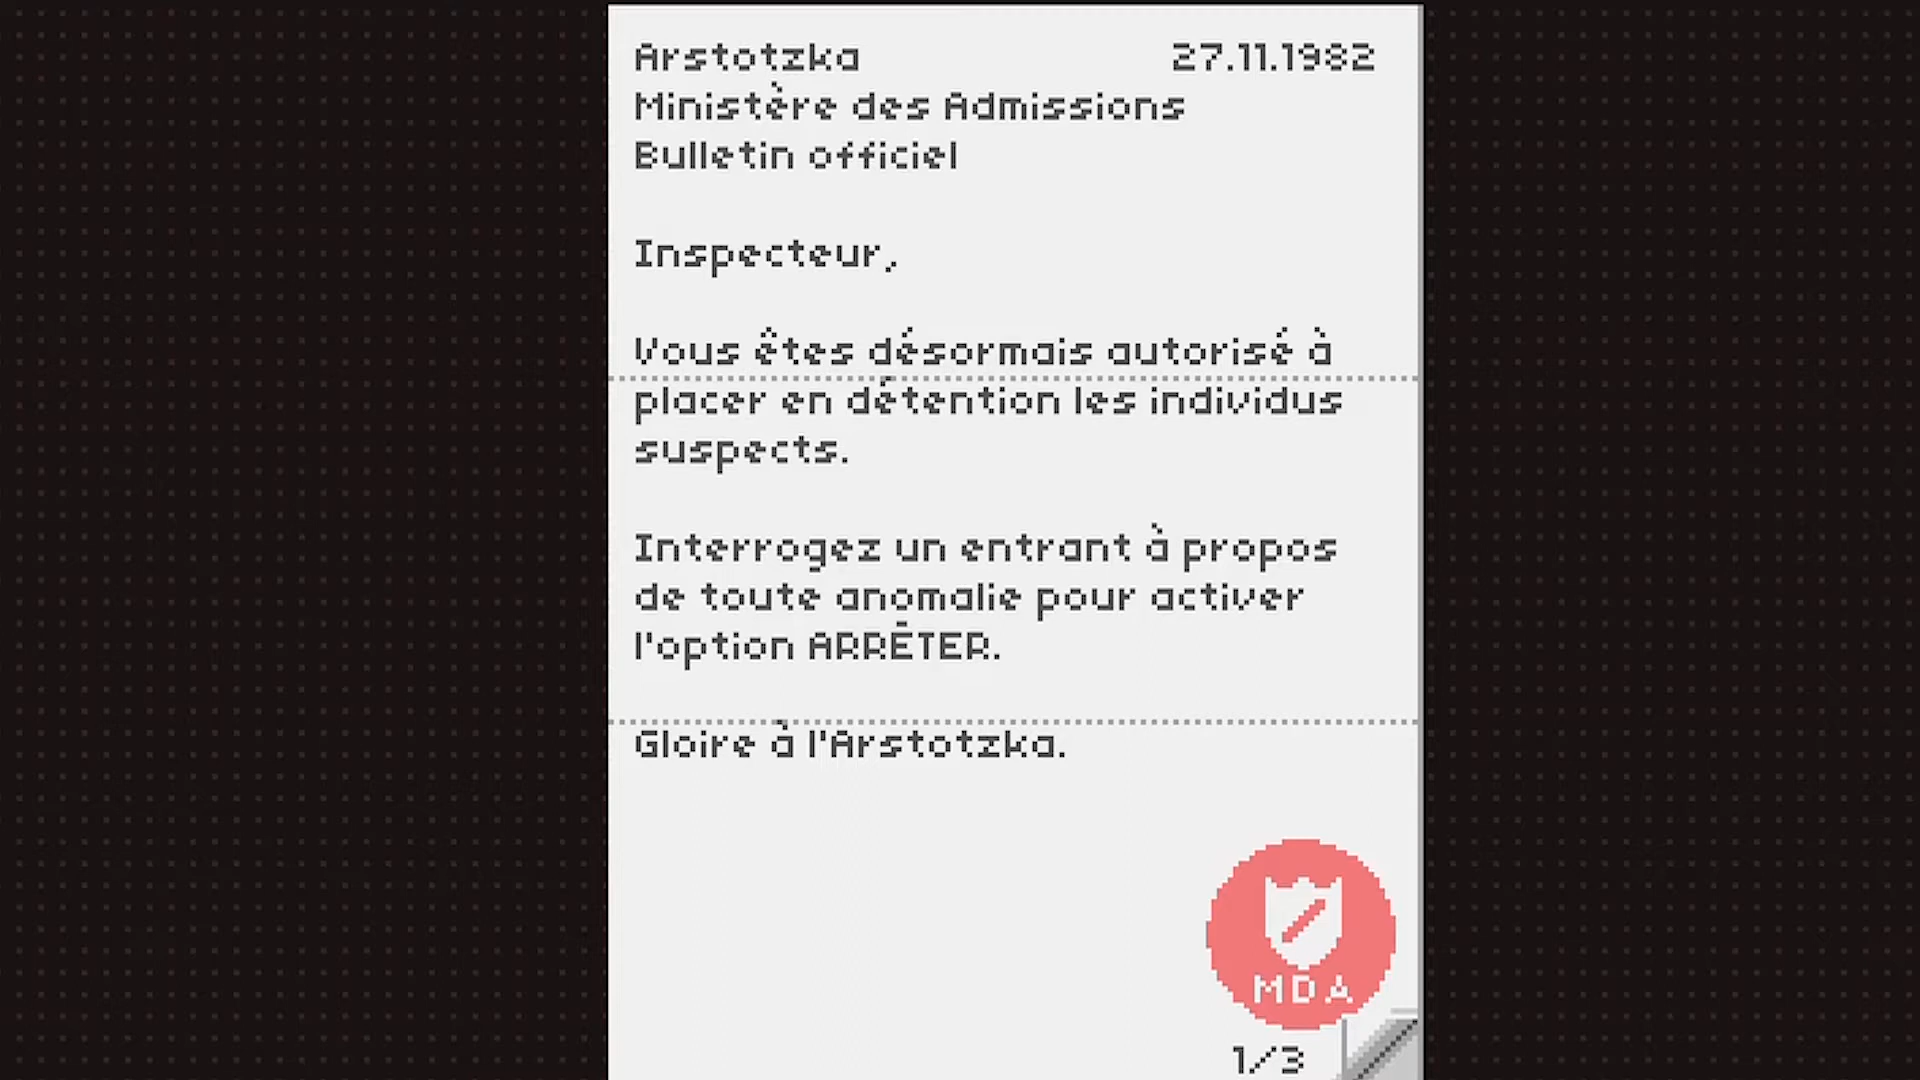 Arstotzka 27.11.1982
Ministère des Admissions
Bulletin officiel
Inspecteur,
Vous êtes désormais autorisé à
placer en détention les individus
suspects.
Interrogez un entrant à propos
de toute anomalie pour activer
l'option ARRÊTER.
Gloire à l'Arstotzka.
MDA
1/3